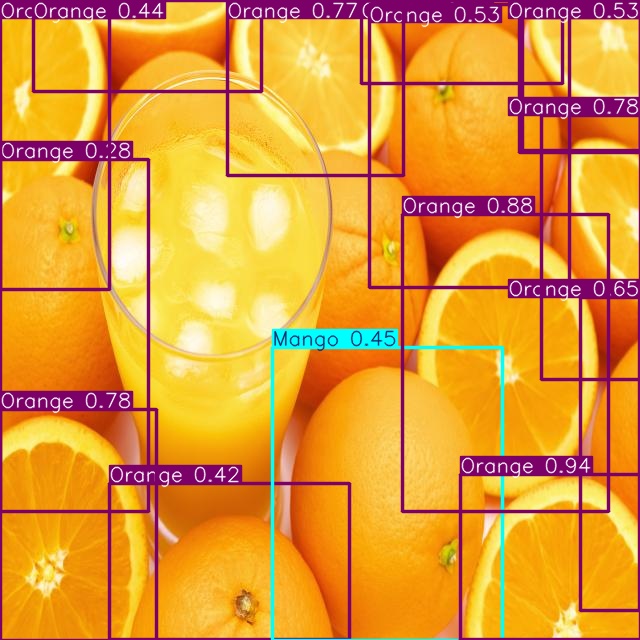 Orange 0.44
Orange 0.77
Orange 0.53
Orange 0.53
Orange 0.78
Orange 0.28
Orange 0.88
Orange 0.65
Mango 0.45
Orange 0.78
Orange 0.94
Orange 0.42